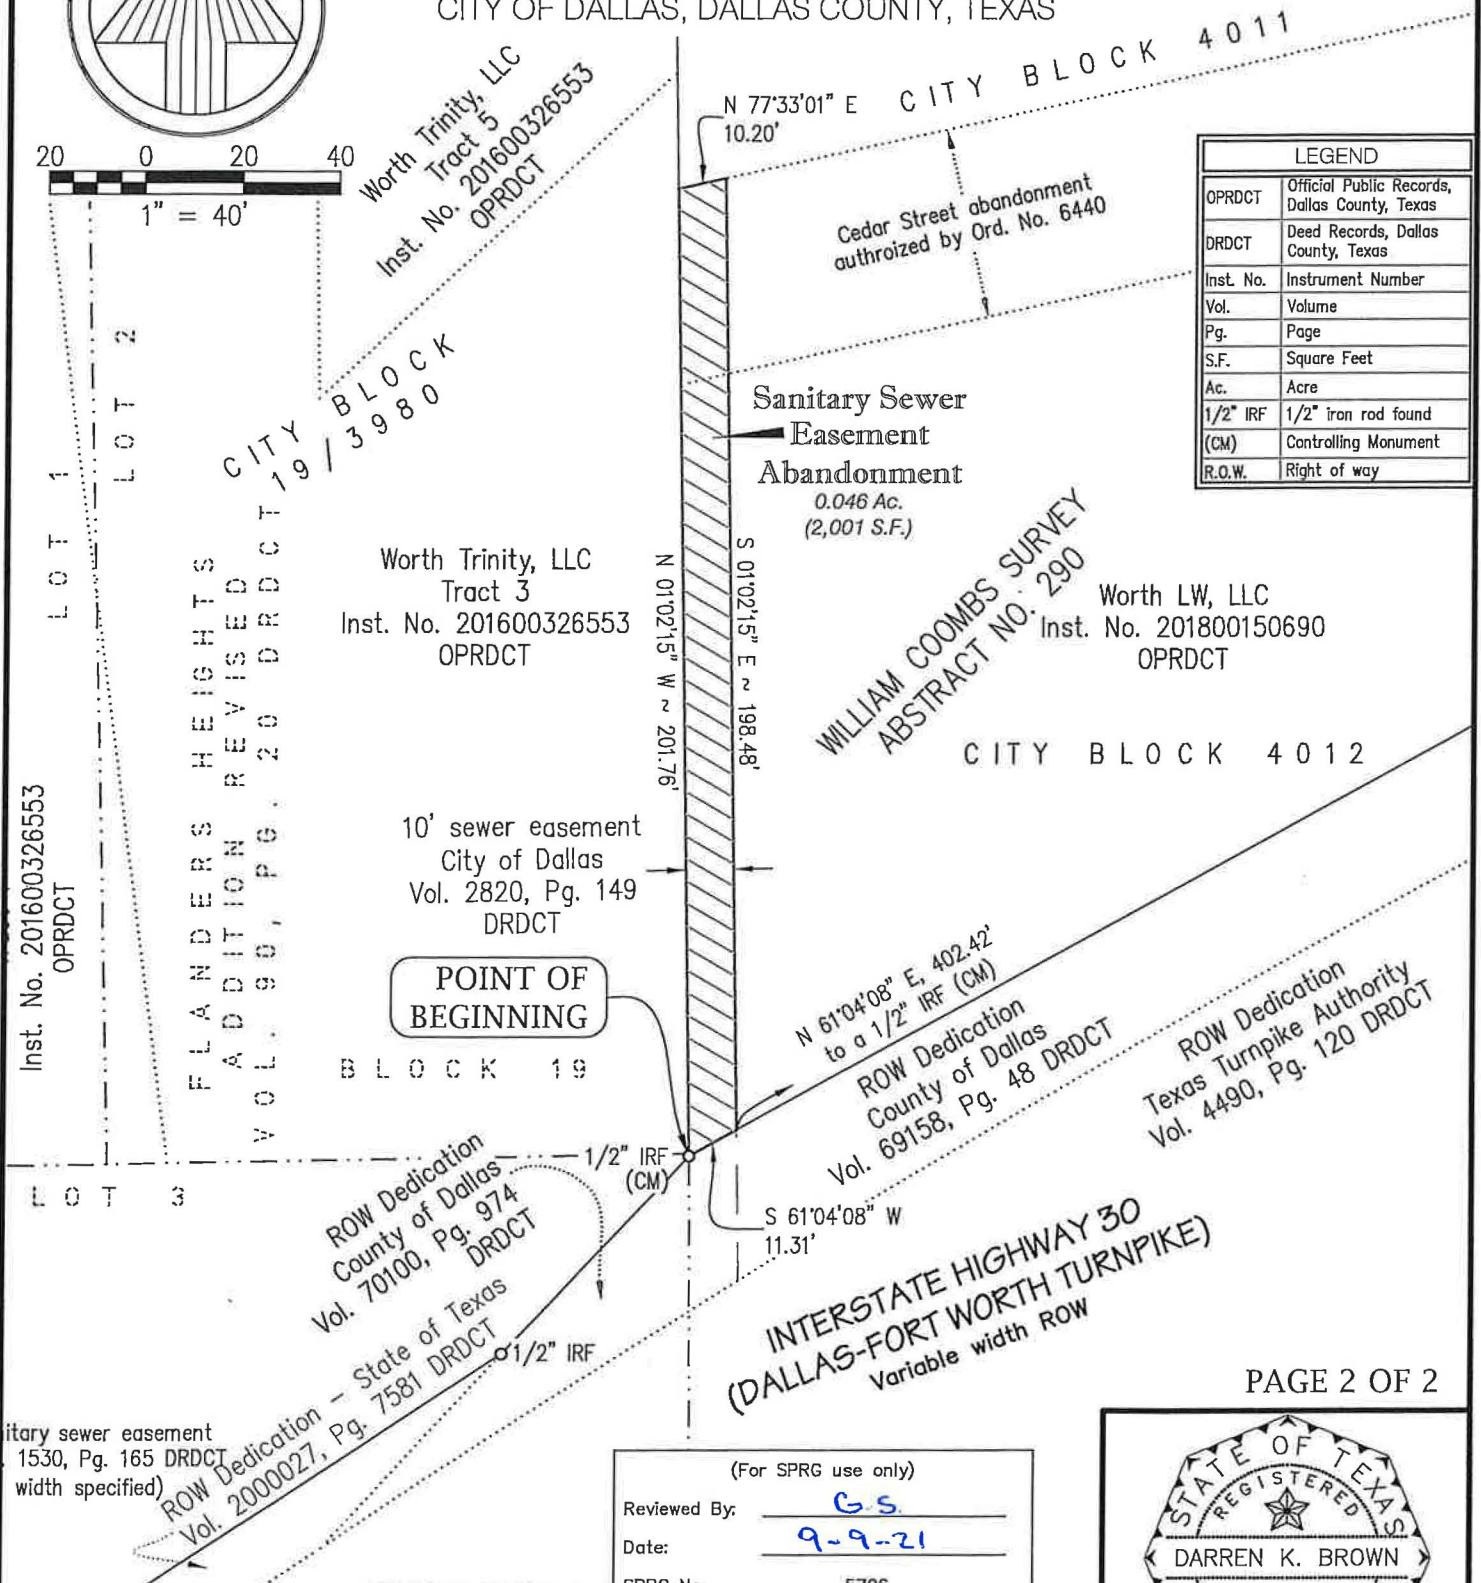 CITY OF DALLAS, DALLAS COUNTY, TEXAS
20 0 20 40
1" = 40'
Worth Trinity, LLC
Tract 5
Inst. No. 201600326553
OPRDCT
N 77°33'01" E
10.20'
CITY BLOCK 4011
Cedar Street abandonment
authroized by Ord. No. 6440
LEGEND
OPRDCT Official Public Records, Dallas County, Texas
DRDCT Deed Records, Dallas County, Texas
Inst. No. Instrument Number
Vol. Volume
Pg. Page
S.F. Square Feet
Ac. Acre
1/2" IRF 1/2" iron rod found
(CM) Controlling Monument
R.O.W. Right of way
LOT 1
LOT 2
CITY BLOCK
19/3980
Sanitary Sewer
Easement
Abandonment
0.046 Ac.
(2,001 S.F.)
Worth Trinity, LLC
Tract 3
Inst. No. 201600326553
OPRDCT
N 01°02'15" W ~ 201.76'
S 01°02'15" E ~ 198.48'
WILLIAM COOMBS SURVEY
ABSTRACT NO. 290
Worth LW, LLC
Inst. No. 201800150690
OPRDCT
CITY BLOCK 4012
FLANDERS HEIGHTS
ADDITION REVISED
VOL. 90, PG. 20 DRDCT
Inst. No. 201600326553
OPRDCT
10' sewer easement
City of Dallas
Vol. 2820, Pg. 149
DRDCT
POINT OF
BEGINNING
BLOCK 19
N 61°04'08" E, 402.42'
to a 1/2" IRF (CM)
ROW Dedication
County of Dallas
Vol. 69158, Pg. 48 DRDCT
ROW Dedication
Texas Turnpike Authority
Vol. 4490, Pg. 120 DRDCT
1/2" IRF
(CM)
LOT 3
ROW Dedication
County of Dallas
Vol. 70100, Pg. 974
DRDCT
S 61°04'08" W
11.31'
INTERSTATE HIGHWAY 30
(DALLAS-FORT WORTH TURNPIKE)
Variable width ROW
1/2" IRF
ROW Dedication - State of Texas
Vol. 2000027, Pg. 7581 DRDCT
itary sewer easement
1530, Pg. 165 DRDCT
width specified)
PAGE 2 OF 2
(For SPRG use only)
Reviewed By: G.S.
Date: 9-9-21
STATE OF TEXAS
REGISTERED
DARREN K. BROWN